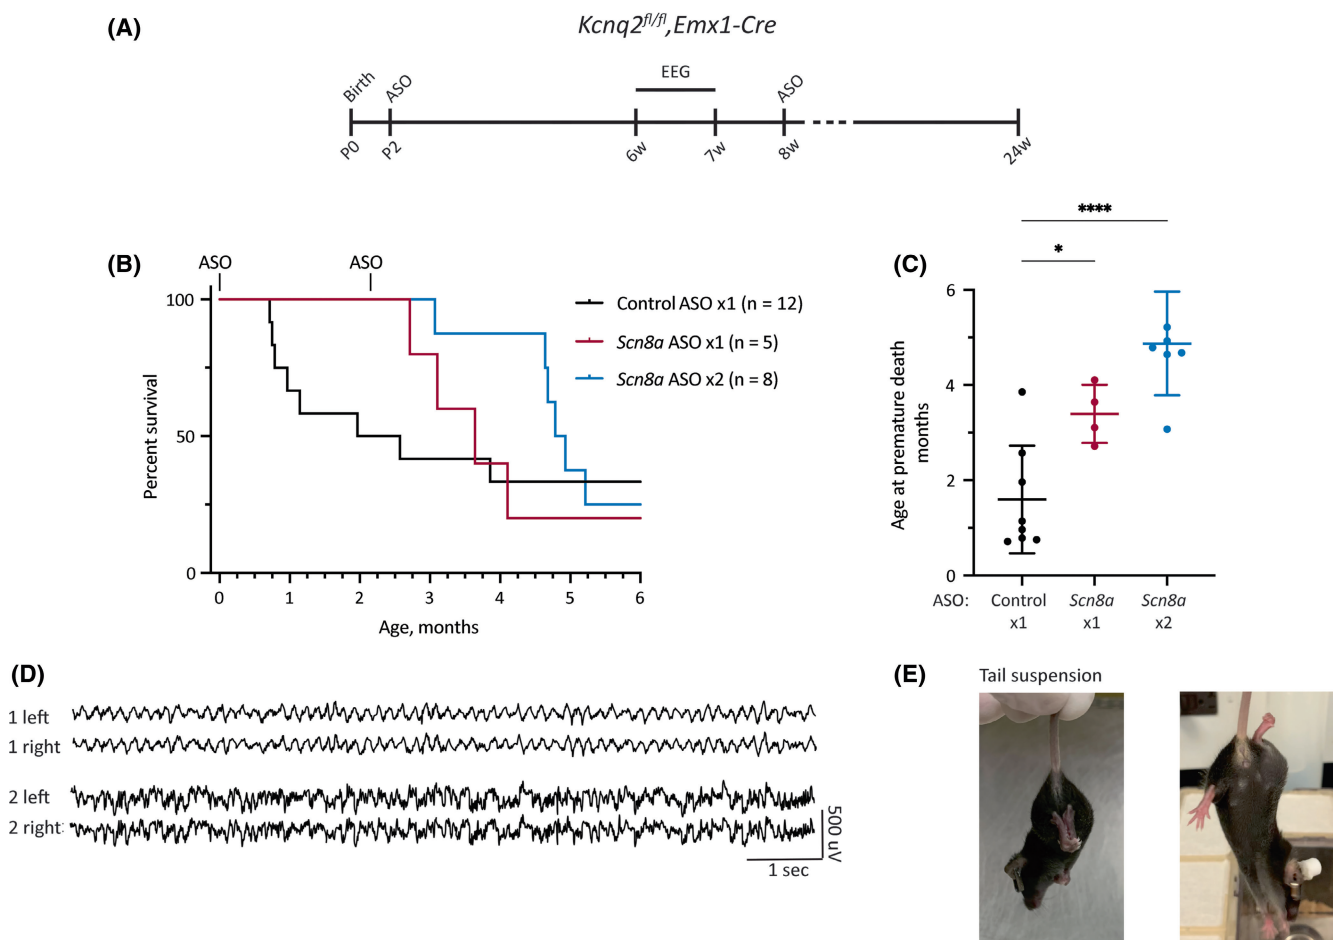 (A)
Kcnq2fl/fl,Emx1-Cre
EEG
Birth
ASO
ASO
P0
P2
6w
7w
8w
24w
(B)
ASO
ASO
Percent survival
100
50
0
0 1 2 3 4 5 6
Age, months
Control ASO x1 (n = 12)
Scn8a ASO x1 (n = 5)
Scn8a ASO x2 (n = 8)
(C)
****
*
Age at premature death
months
6
4
2
0
ASO: Control Scn8a Scn8a
x1 x1 x2
(D)
1 left
1 right
2 left
2 right
500 uV
1 sec
(E)
Tail suspension